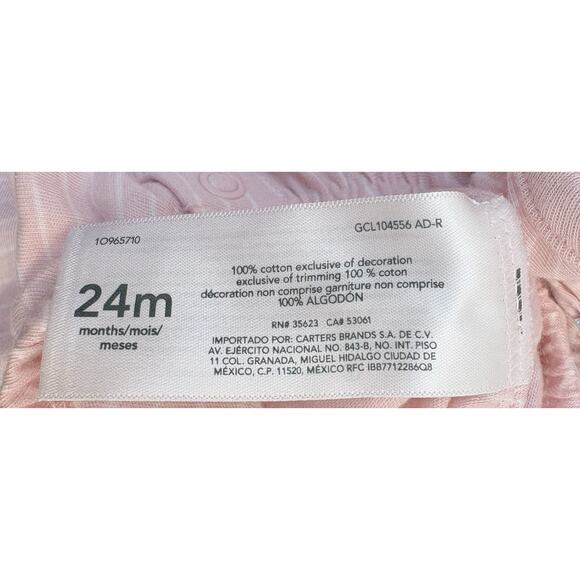 1O965710
GCL104556 AD-R
24m
months/mois/
meses
100% cotton exclusive of decoration
exclusive of trimming 100 % coton
décoration non comprise garniture non comprise
100% ALGODÓN
RN# 35623 CA# 53061
IMPORTADO POR: CARTERS BRANDS S.A. DE C.V.
AV. EJÉRCITO NACIONAL NO. 843-B, NO. INT. PISO
11 COL. GRANADA, MIGUEL HIDALGO CIUDAD DE
MÉXICO, C.P. 11520, MÉXICO RFC IBB7712286Q8